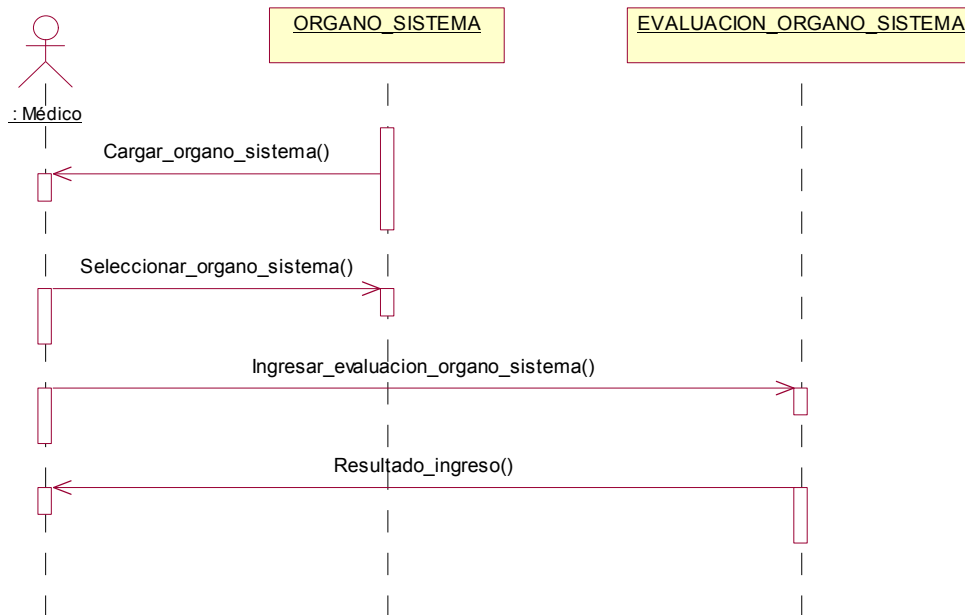 ORGANO_SISTEMA
EVALUACION_ORGANO_SISTEMA
: Médico
Cargar_organo_sistema()
Seleccionar_organo_sistema()
Ingresar_evaluacion_organo_sistema()
Resultado_ingreso()